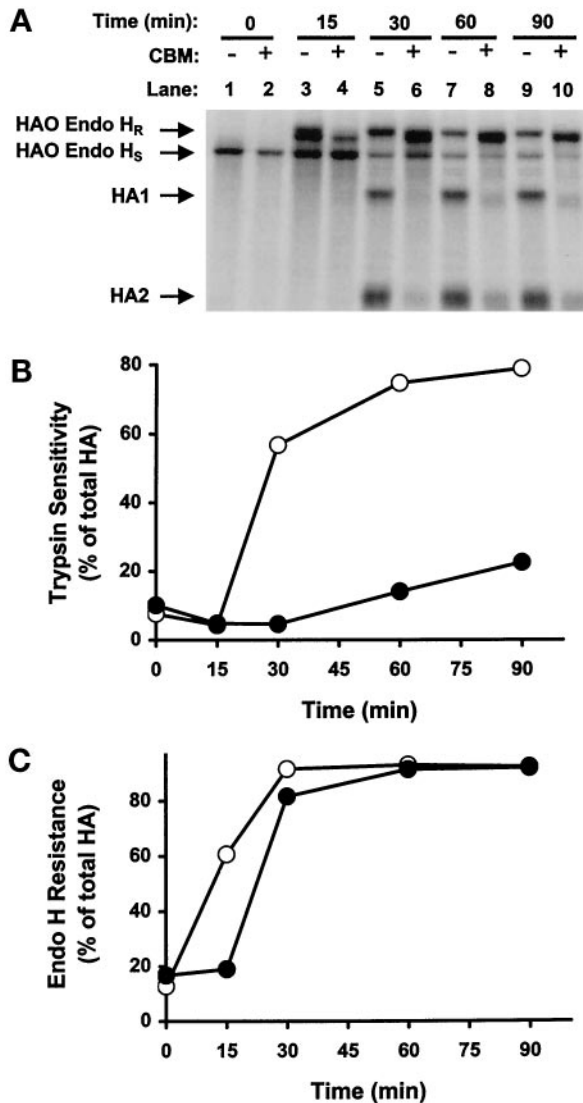 A
Time (min): 0 15 30 60 90
CBM: - + - + - + - + - +
Lane: 1 2 3 4 5 6 7 8 9 10
HAO Endo HR
HAO Endo HS
HA1
HA2
B
Trypsin Sensitivity
(% of total HA)
80
60
40
20
0
0 15 30 45 60 75 90
Time (min)
C
Endo H Resistance
(% of total HA)
80
60
40
20
0
0 15 30 45 60 75 90
Time (min)